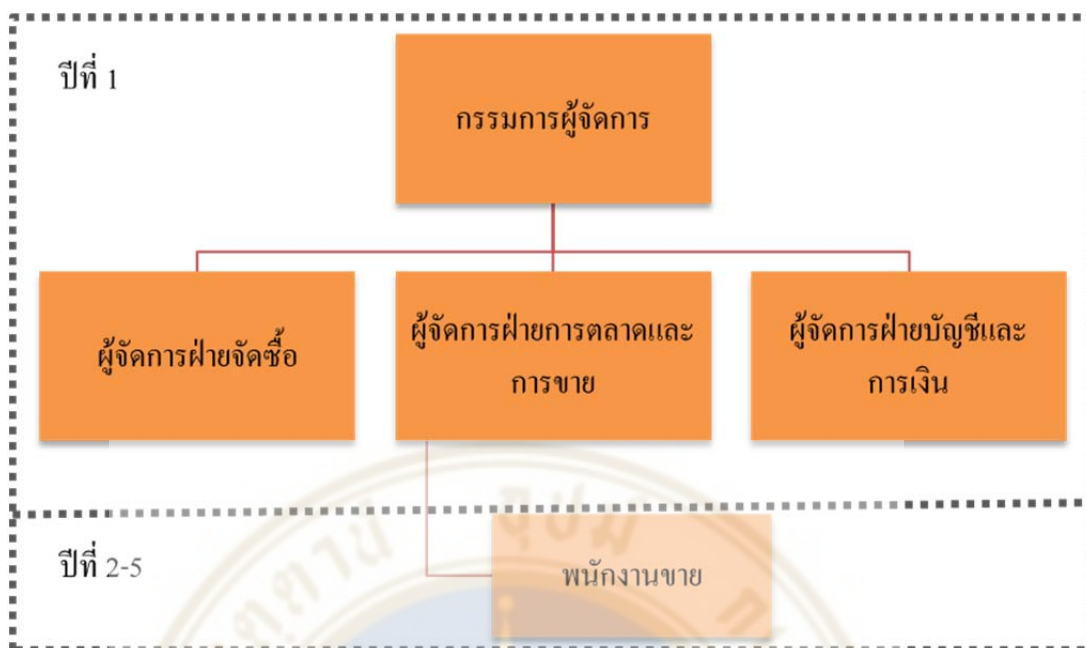 ปีที่ 1
กรรมการผู้จัดการ
ผู้จัดการฝ่ายจัดซื้อ
ผู้จัดการฝ่ายการตลาดและ
การขาย
ผู้จัดการฝ่ายบัญชีและ
การเงิน
ปีที่ 2-5
พนักงานขาย